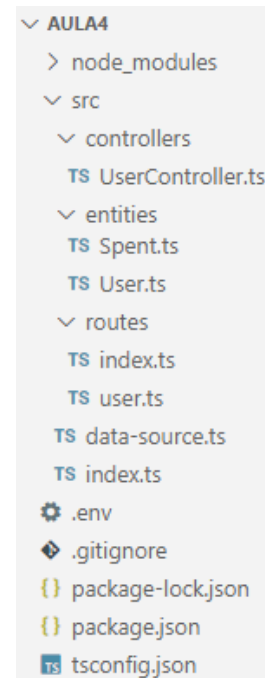 AULA4
node_modules
src
controllers
TS UserController.ts
entities
TS Spent.ts
TS User.ts
routes
TS index.ts
TS user.ts
TS data-source.ts
TS index.ts
.env
.gitignore
{} package-lock.json
{} package.json
TS tsconfig.json